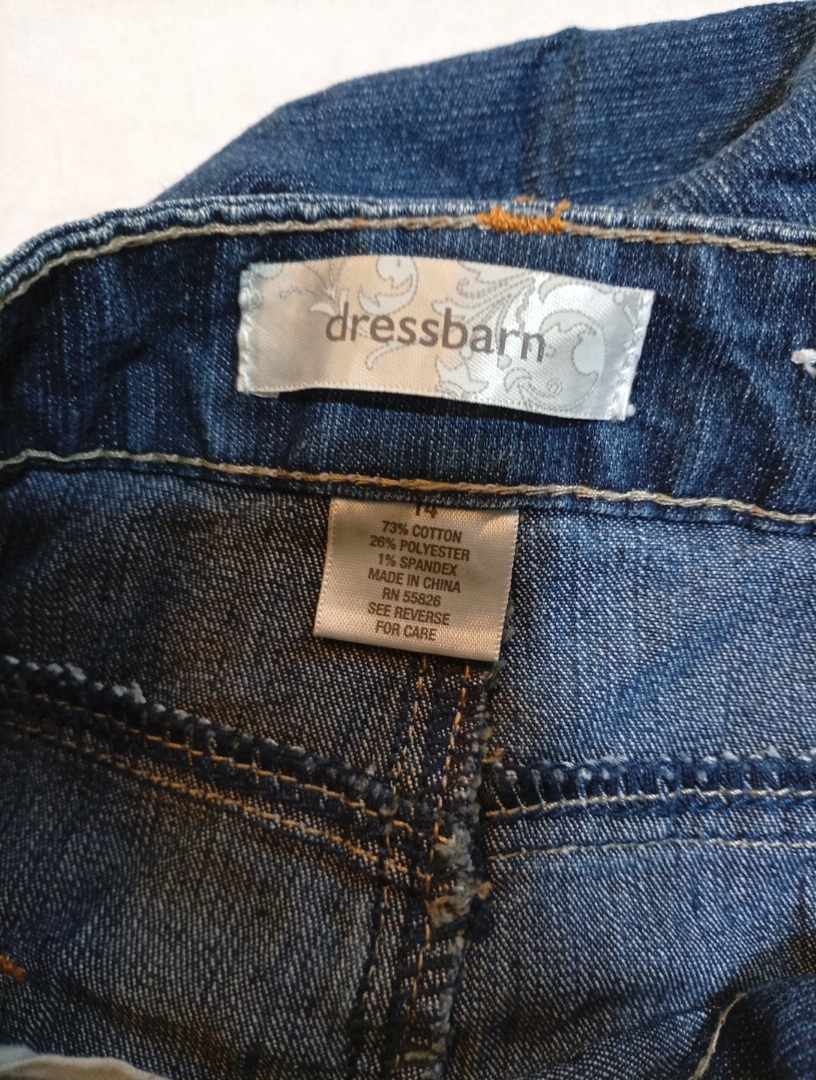 dressbarn
14
73% COTTON
26% POLYESTER
1% SPANDEX
MADE IN CHINA
RN 55826
SEE REVERSE
FOR CARE